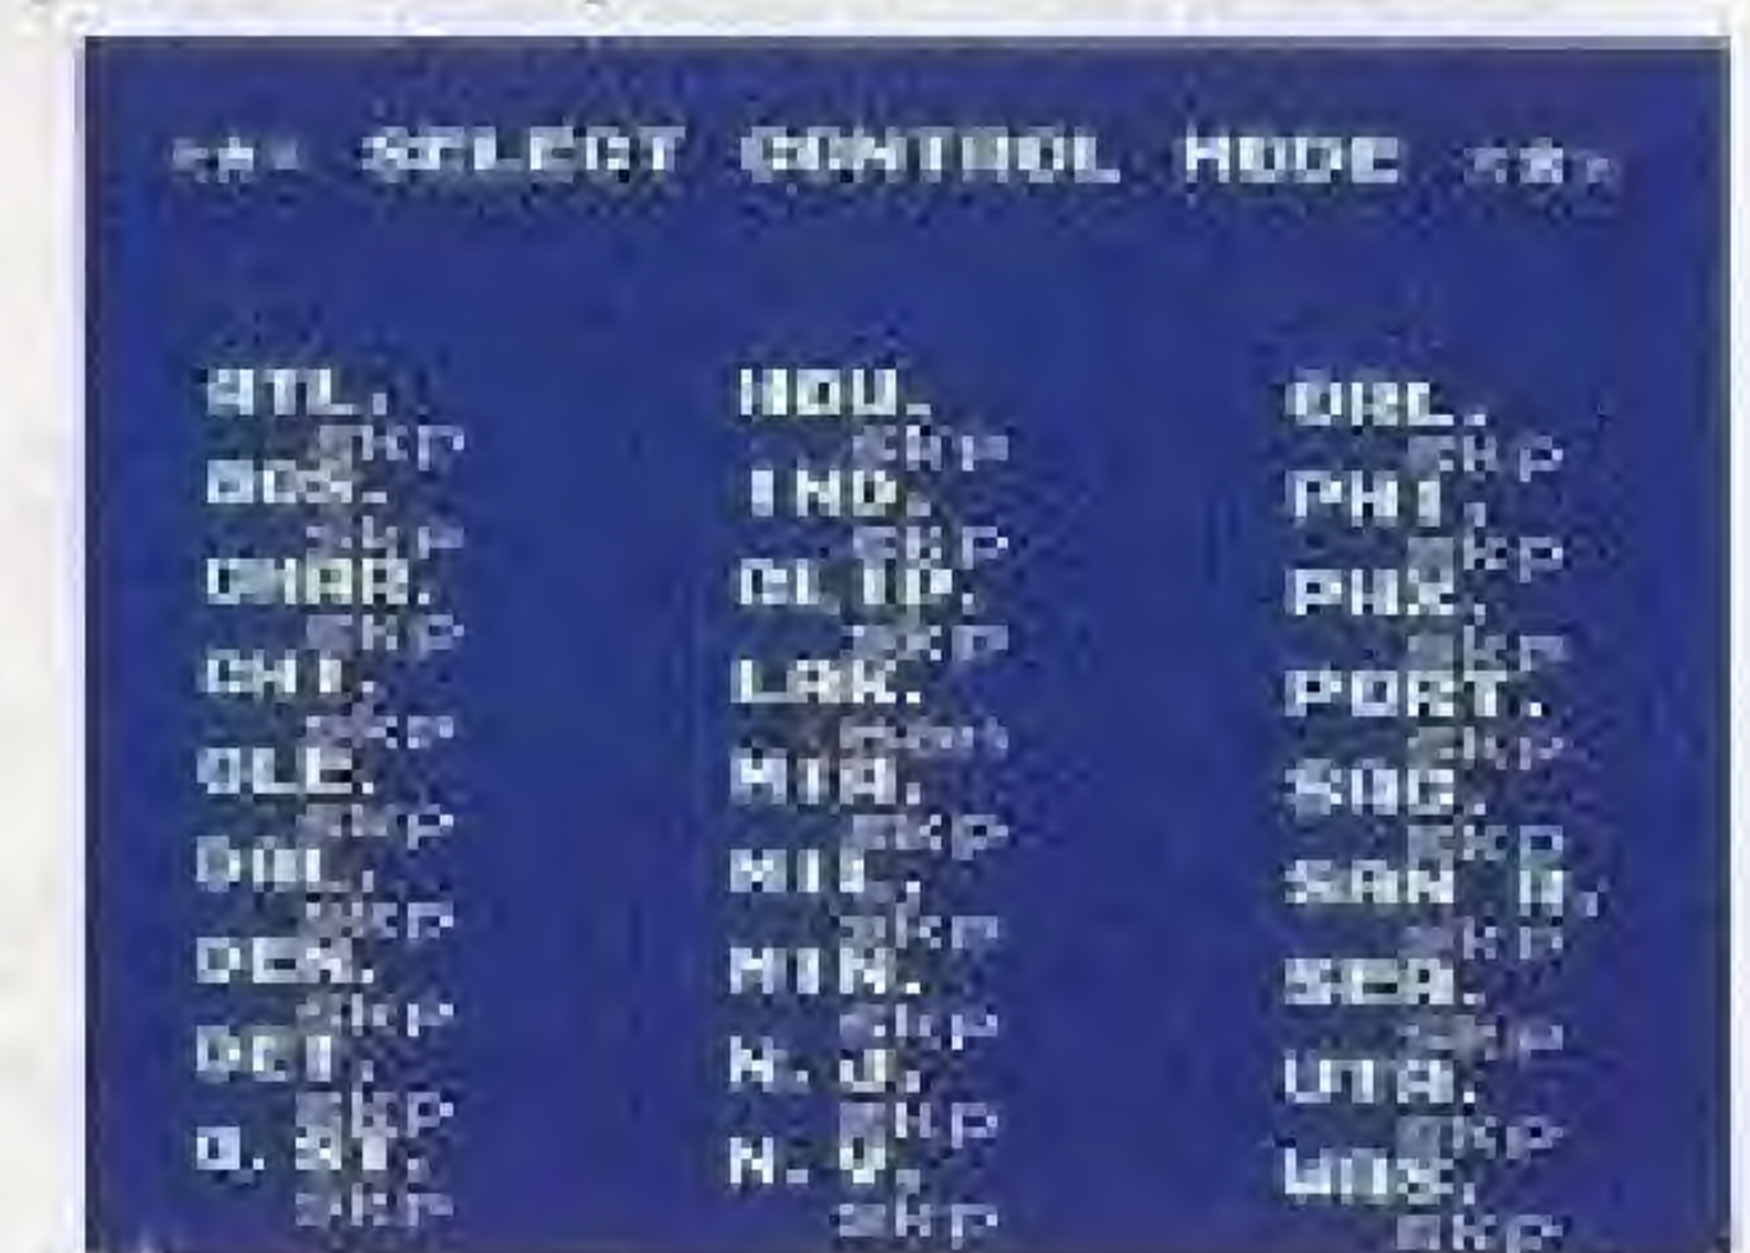 *** SELECT CONTROL MODE ***
ATL.
skp
BOS.
skp
CHAR.
skp
CHI.
skp
CLE.
skp
DAL.
skp
DEN.
skp
DET.
skp
G. ST.
skp
HOU.
skp
IND.
skp
CLIP.
skp
LAK.
MIA.
skp
MIL.
skp
MIN.
skp
N. J.
skp
N. Y.
skp
ORL.
skp
PHI.
skp
PHX.
skp
PORT.
skp
SAC.
skp
SAN A.
skp
SEA.
skp
UTA.
skp
WAS.
skp